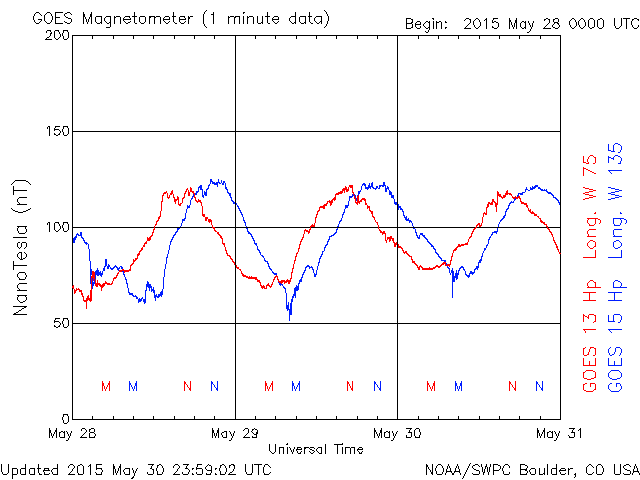 GOES Magnetometer (1 minute data)
Begin: 2015 May 28 0000 UTC
200
150
100
50
0
NanoTesla (nT)
M M N N M M N N M M N N
May 28 May 29 May 30 May 31
Universal Time
GOES 13 Hp Long. W 75
GOES 15 Hp Long. W 135
Updated 2015 May 30 23:59:02 UTC
NOAA/SWPC Boulder, CO USA